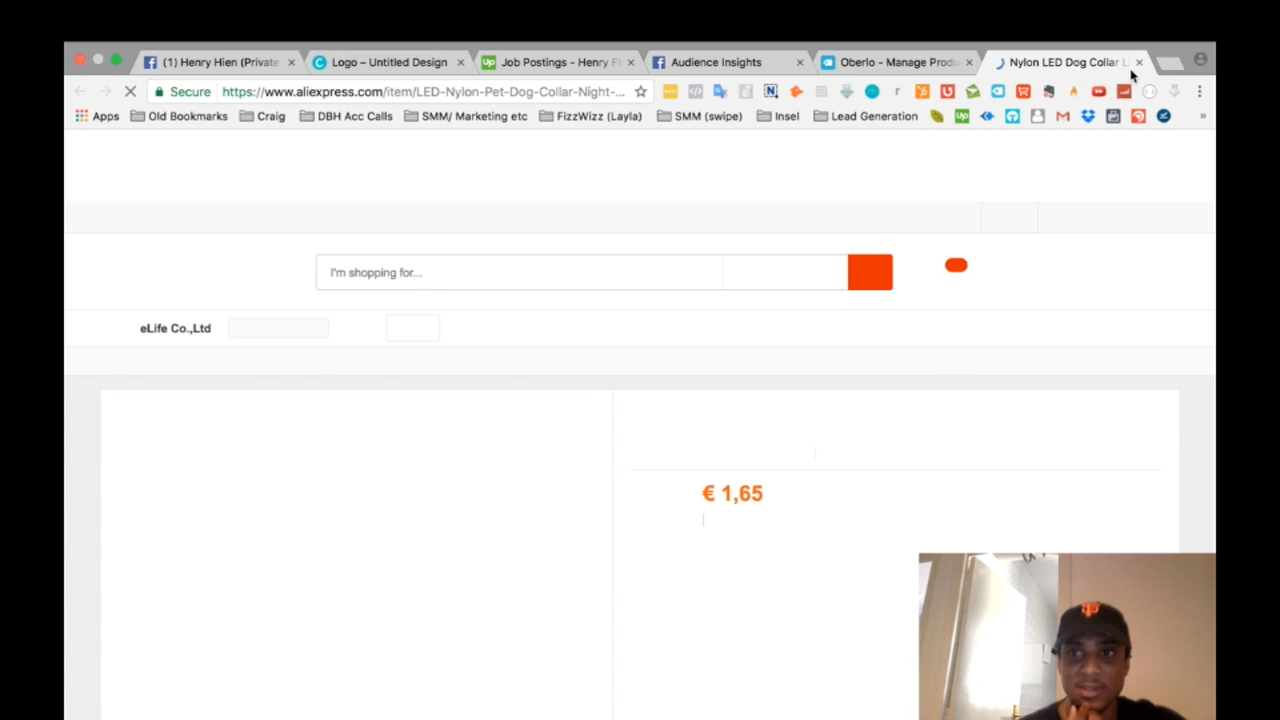 (1) Henry Hien (Private
Logo – Untitled Design
Job Postings - Henry Fi
Audience Insights
Oberlo - Manage Produ
Nylon LED Dog Collar L
Secure
https://www.aliexpress.com/item/LED-Nylon-Pet-Dog-Collar-Night-...
Apps
Old Bookmarks
Craig
DBH Acc Calls
SMM/ Marketing etc
FizzWizz (Layla)
SMM (swipe)
Insel
Lead Generation
Up
»
I'm shopping for...
eLife Co.,Ltd
€ 1,65